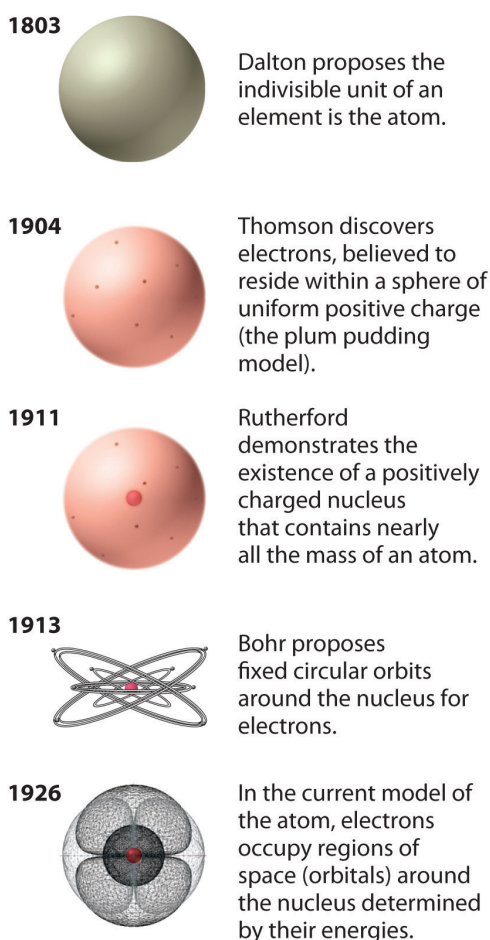 1803
Dalton proposes the
indivisible unit of an
element is the atom.
1904
Thomson discovers
electrons, believed to
reside within a sphere of
uniform positive charge
(the plum pudding
model).
1911
Rutherford
demonstrates the
existence of a positively
charged nucleus
that contains nearly
all the mass of an atom.
1913
Bohr proposes
fixed circular orbits
around the nucleus for
electrons.
1926
In the current model of
the atom, electrons
occupy regions of
space (orbitals) around
the nucleus determined
by their energies.